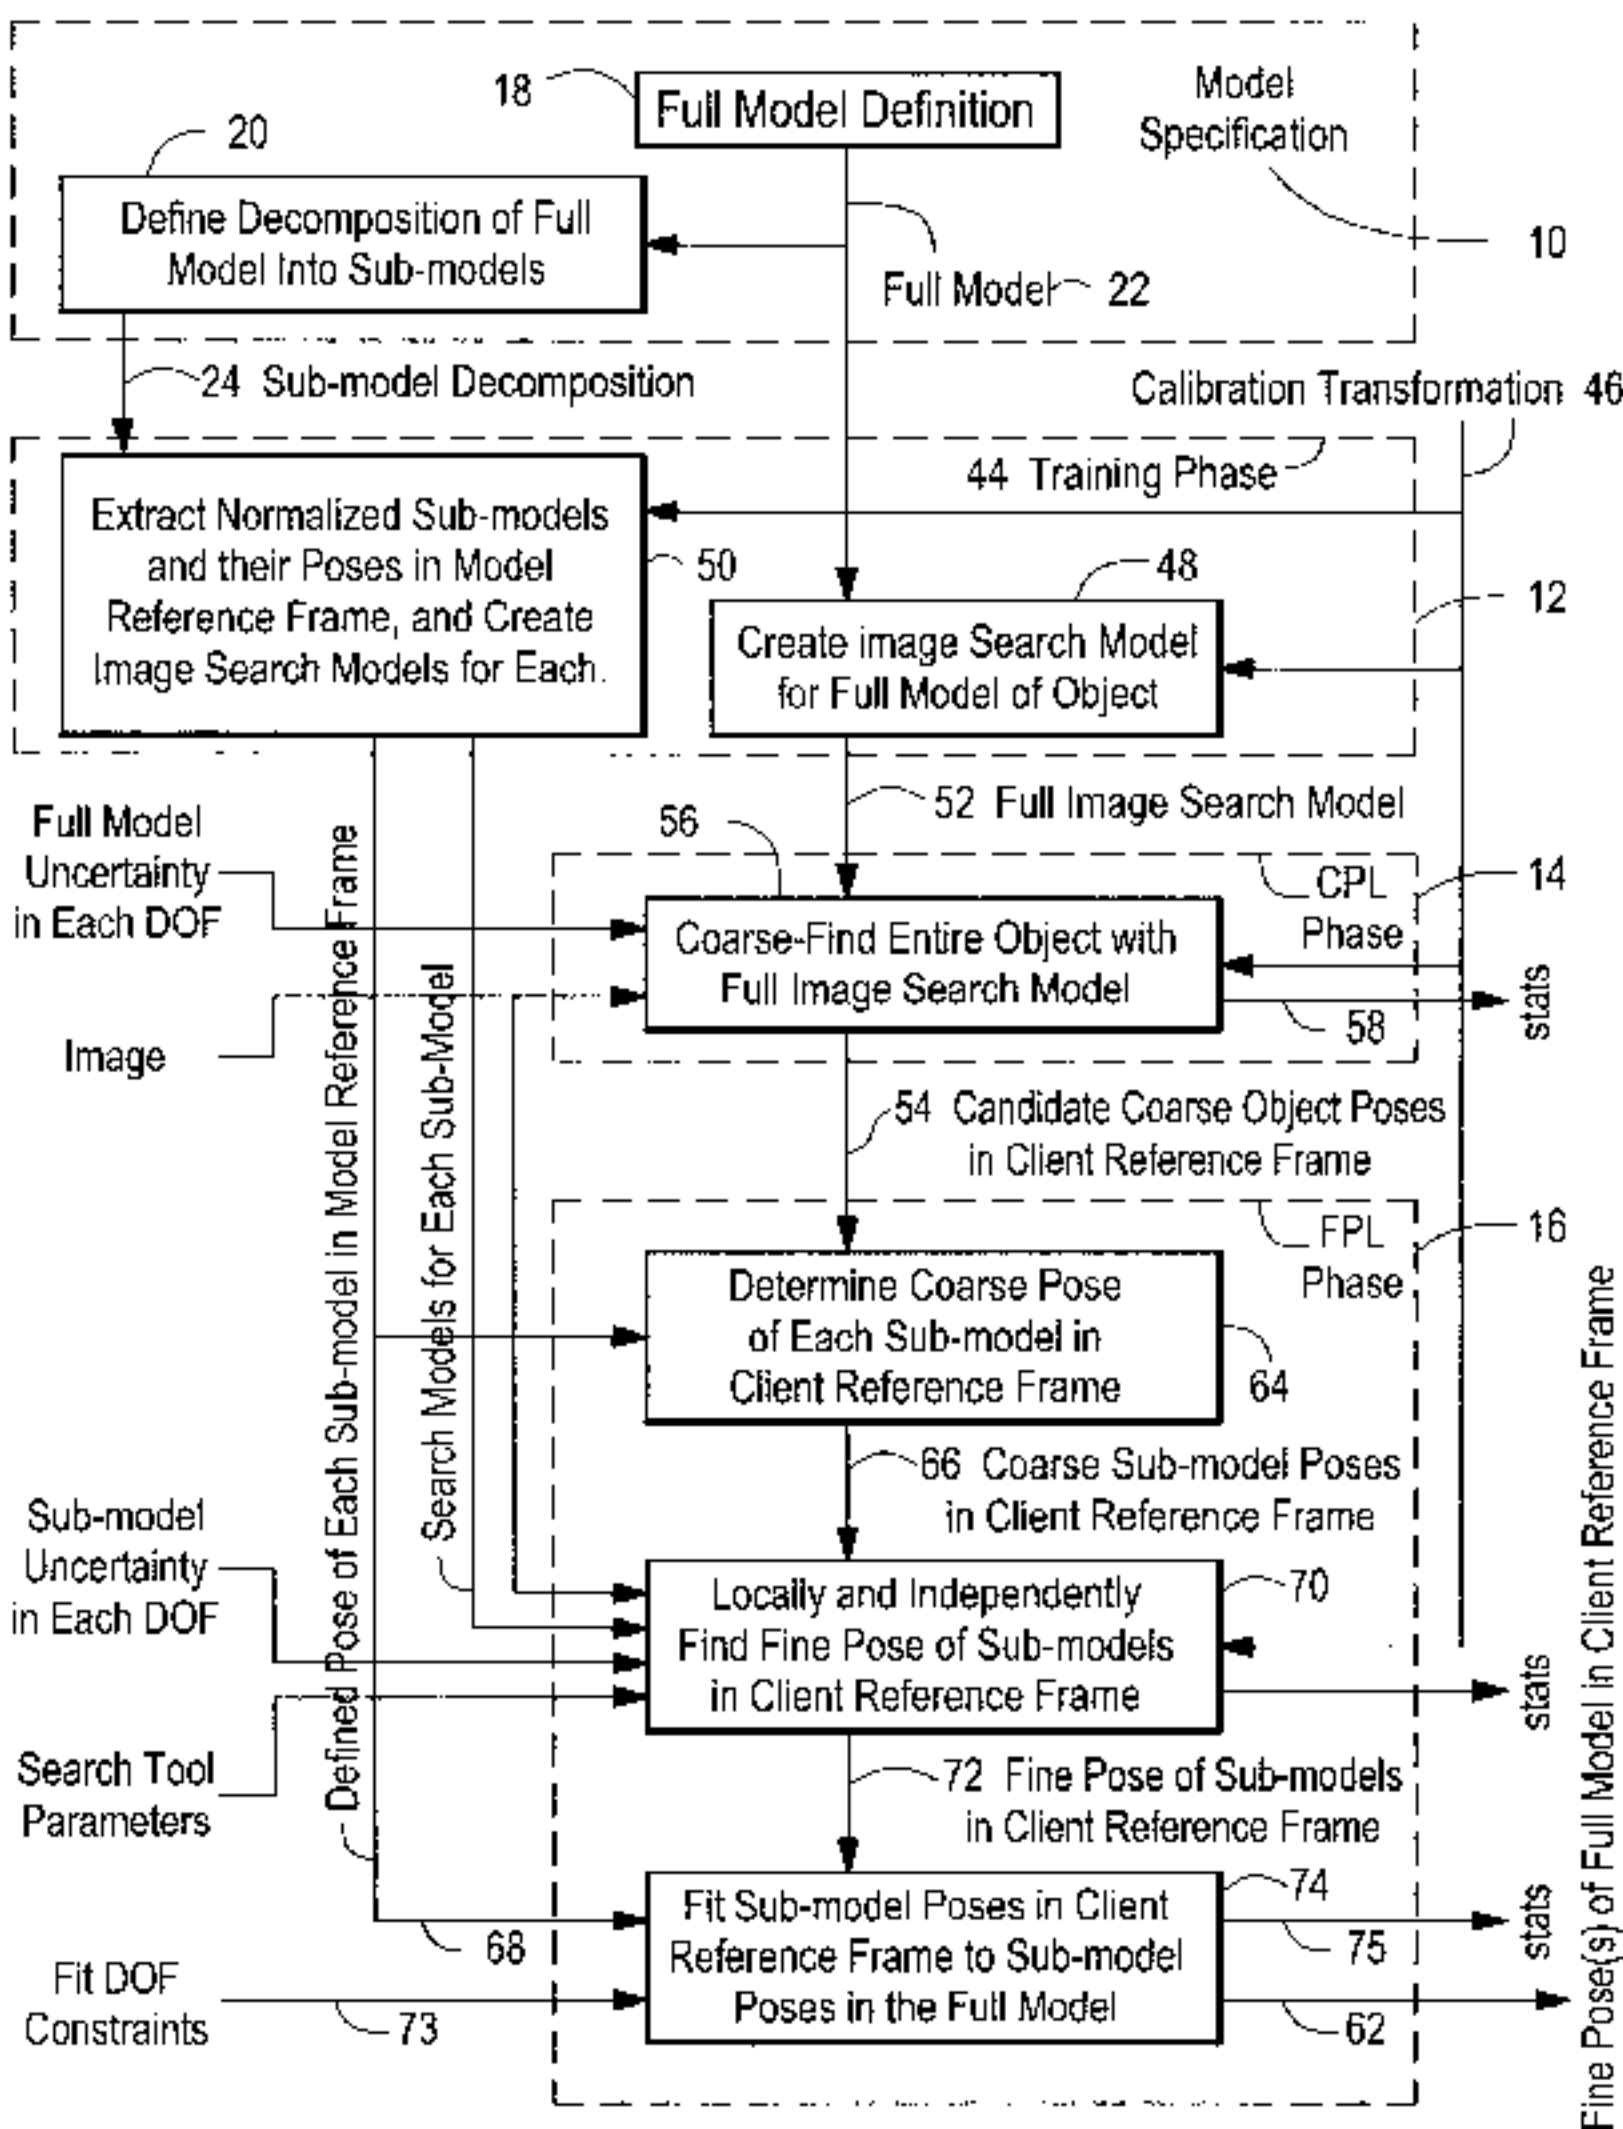 18
Full Model Definition
Model
Specification
20
Define Decomposition of Full
Model Into Sub-models
10
Full Model 22
24 Sub-model Decomposition
Calibration Transformation 46
44 Training Phase
Extract Normalized Sub-models
and their Poses in Model
Reference Frame, and Create
Image Search Models for Each.
50
48
12
Create image Search Model
for Full Model of Object
52 Full Image Search Model
Full Model
Uncertainty
in Each DOF
56
CPL
Phase
14
Coarse-Find Entire Object with
Full Image Search Model
58
stats
Image
54 Candidate Coarse Object Poses
in Client Reference Frame
Defined Pose of Each Sub-model in Model Reference Frame
Search Models for Each Sub-Model
FPL
Phase
16
Determine Coarse Pose
of Each Sub-model in
Client Reference Frame
64
66 Coarse Sub-model Poses
in Client Reference Frame
Sub-model
Uncertainty
in Each DOF
Locally and Independently
Find Fine Pose of Sub-models
in Client Reference Frame
70
stats
Search Tool
Parameters
72 Fine Pose of Sub-models
in Client Reference Frame
Fit Sub-model Poses in Client
Reference Frame to Sub-model
Poses in the Full Model
74
68
75
stats
Fit DOF
Constraints
73
62
Fine Pose(s) of Full Model in Client Reference Frame